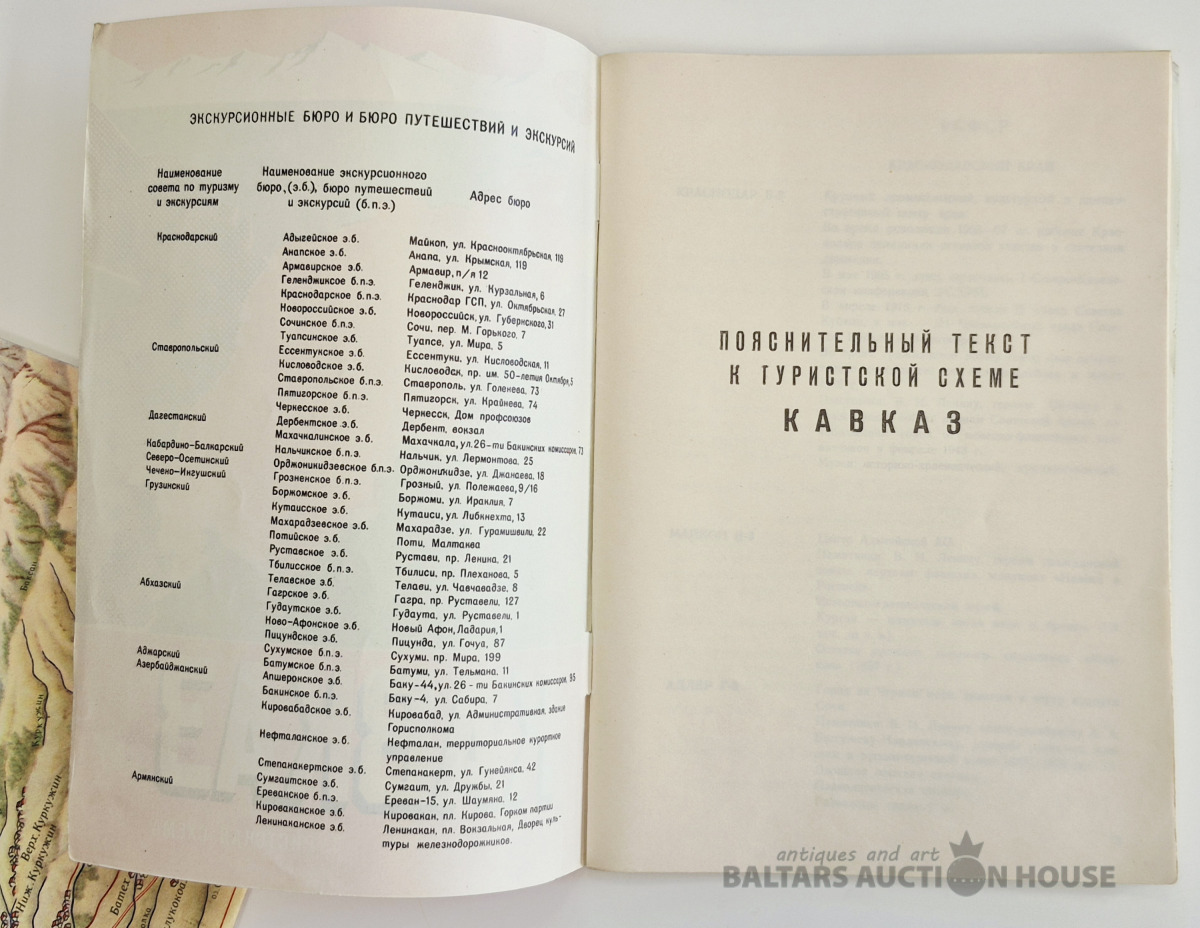 ЭКСКУРСИОННЫЕ БЮРО И БЮРО ПУТЕШЕСТВИЙ И ЭКСКУРСИЙ
Наименование совета по туризму и экскурсиям
Наименование экскурсионного бюро,(э.б.), бюро путешествий и экскурсий (б.п.э.)
Адрес бюро
Краснодарский Адыгейское э.б. Майкоп, ул. Краснооктябрьская, 119
Анапское э.б. Анапа, ул. Крымская, 119
Армавирское э.б. Армавир, п/я 12
Геленджиксое б.п.э. Геленджик, ул. Курзальная, 6
Краснодарское б.п.э. Краснодар ГСП, ул. Октябрьская, 27
Новороссийское э.б. Новороссийск, ул. Губернского, 31
Сочинское б.п.э. Сочи, пер. М. Горького, 7
Туапсинское э.б. Туапсе, ул. Мира, 5
Ставропольский Ессентукское э.б. Ессентуки, ул. Кисловодская, 11
Кисловодское э.б. Кисловодск, пр. им. 50-летия Октября, 5
Ставропольское б.п.э. Ставрополь, ул. Голенева, 73
Пятигорское б.п.э. Пятигорск, ул. Крайнева, 74
Черкесское э.б. Черкесск, Дом профсоюзов
Дагестанский Дербентское э.б. Дербент, вокзал
Махачкалинское э.б. Махачкала, ул. 26-ти Бакинских комиссаров, 73
Кабардино-Балкарский Нальчикское б.п.э. Нальчик, ул. Лермонтова, 25
Северо-Осетинский Орджоникидзевское б.п.э. Орджоникидзе, ул. Джанаева, 18
Чечено-Ингушский Грозненское б.п.э. Грозный, ул. Полежаева, 9/16
Грузинский Боржомское э.б. Боржоми, ул. Ираклия, 7
Кутаисское э.б. Кутаиси, ул. Либкнехта, 13
Махарадзевское э.б. Махарадзе, ул. Гурамишвили, 22
Потийское э.б. Поти, Малтаква
Руставское э.б. Рустави, пр. Ленина, 21
Тбилисское б.п.э. Тбилиси, пр. Плеханова, 5
Телавское э.б. Телави, ул. Чавчавадзе, 8
Абхазский Гагрское э.б. Гагра, пр. Руставели, 127
Гудаутское э.б. Гудаута, ул. Руставели, 1
Ново-Афонское э.б. Новый Афон, Ладария, 1
Пицундское э.б. Пицунда, ул. Гочуа, 87
Сухумское б.п.э. Сухуми, пр. Мира, 199
Аджарский Батумское б.п.э. Батуми, ул. Тельмана, 11
Азербайджанский Апшеронское э.б. Баку-44, ул. 26-ти Бакинских комиссаров, 95
Бакинское б.п.э. Баку-4, ул. Сабира, 7
Кировабадское э.б. Кировабад, ул. Административная, здание
Горисполкома
Нефталанское э.б. Нефталан, территориальное курортное
управление
Степанакертское э.б. Степанакерт, ул. Гунейянса, 42
Армянский Сумгаитское э.б. Сумгаит, ул. Дружбы, 21
Ереванское б.п.э. Ереван-15, ул. Шаумяна, 12
Кироваканское э.б. Кировакан, пл. Кирова, Горком партии
Ленинаканское э.б. Ленинакан, пл. Вокзальная, Дворец куль-
туры железнодорожников.
ПОЯСНИТЕЛЬНЫЙ ТЕКСТ
К ТУРИСТСКОЙ СХЕМЕ
КАВКАЗ
Баксан
Куркужин
Верх. Куркужин
Ниж. Куркужин
Батех
antiques and art
BALTARS AUCTION HOUSE